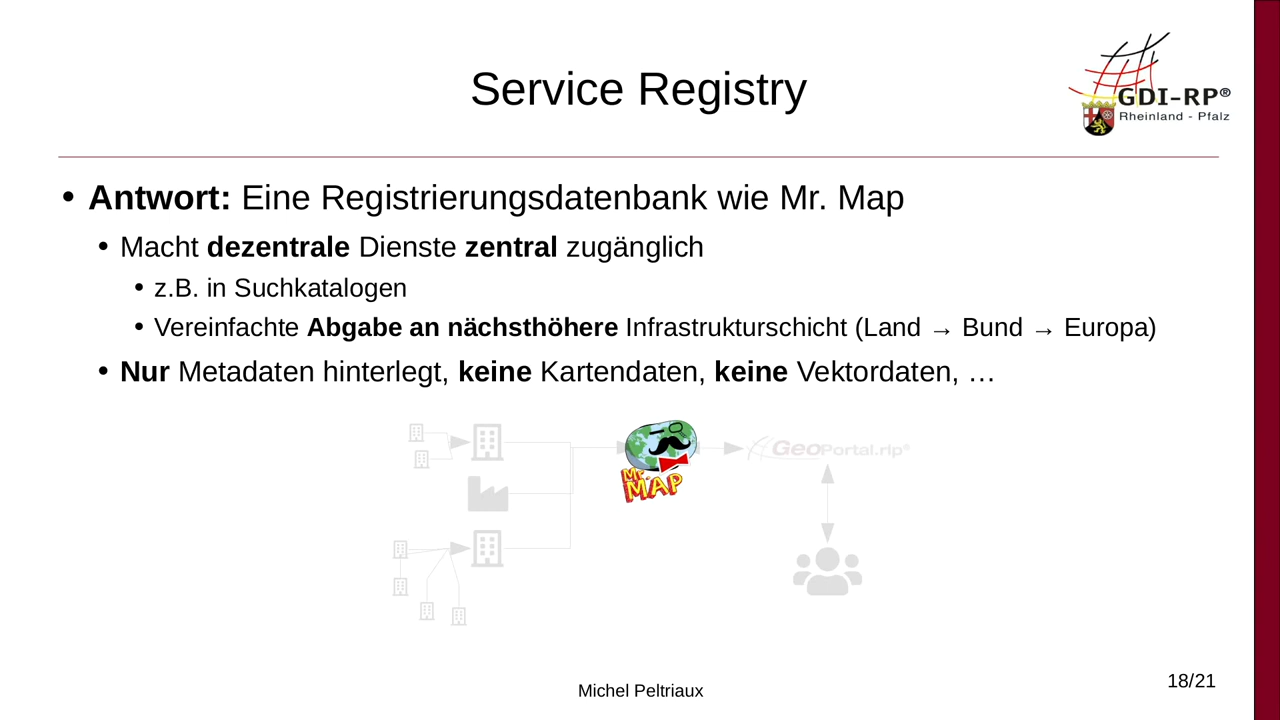 Service Registry
GDI-RP®
Rheinland - Pfalz
• Antwort: Eine Registrierungsdatenbank wie Mr. Map
• Macht dezentrale Dienste zentral zugänglich
• z.B. in Suchkatalogen
• Vereinfachte Abgabe an nächsthöhere Infrastrukturschicht (Land → Bund → Europa)
• Nur Metadaten hinterlegt, keine Kartendaten, keine Vektordaten, …
Mr.
MAP
GeoPortal.rlp®
Michel Peltriaux
18/21